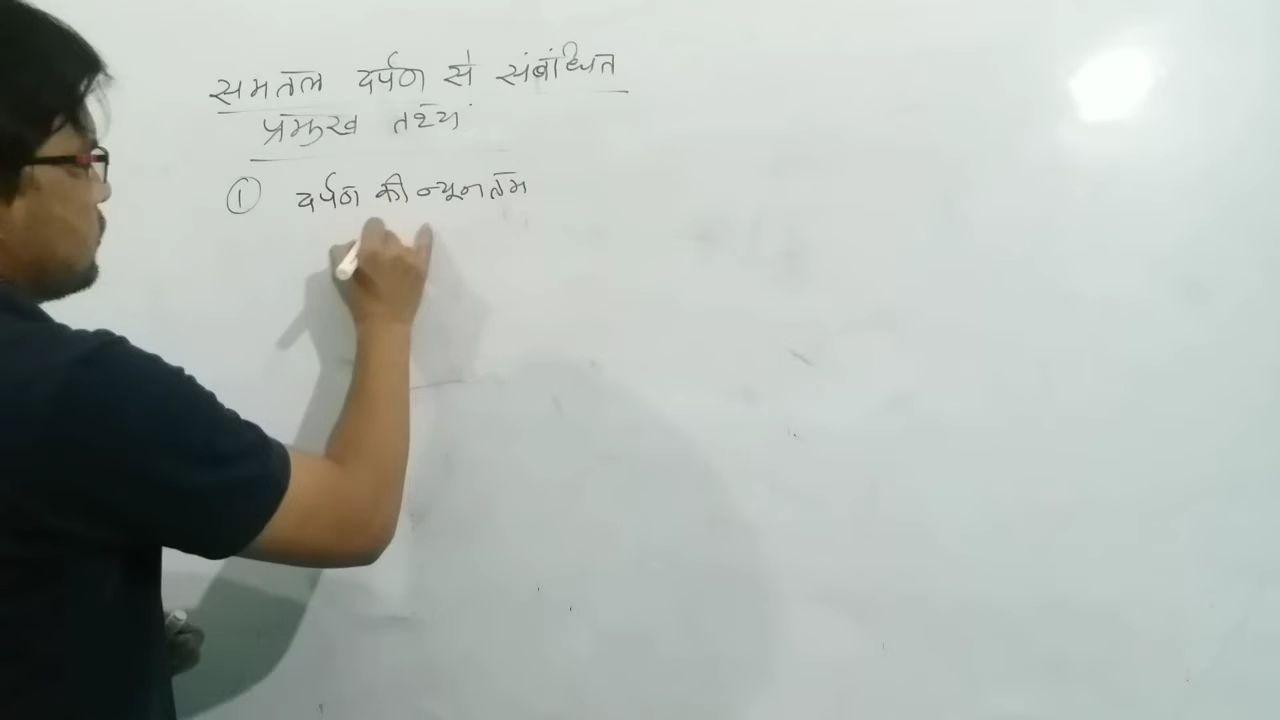 समतल दर्पण से संबंधित
प्रमुख तथ्य
① दर्पण की न्यूनतम